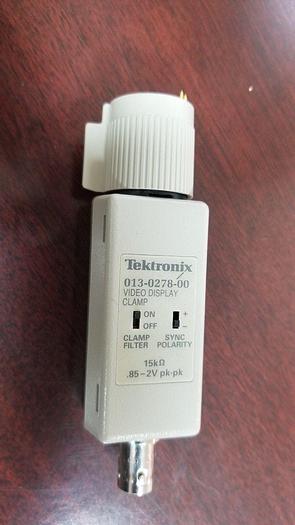 Tektronix
013-0278-00
VIDEO DISPLAY
CLAMP
ON +
OFF −
CLAMP SYNC
FILTER POLARITY
15kΩ
.85-2V pk-pk